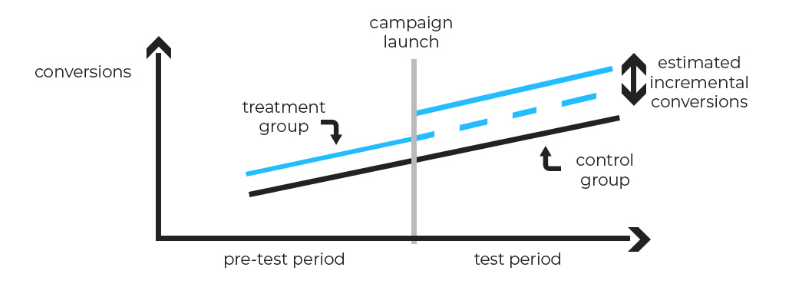 campaign
launch
conversions
estimated
incremental
conversions
treatment
group
control
group
pre-test period
test period